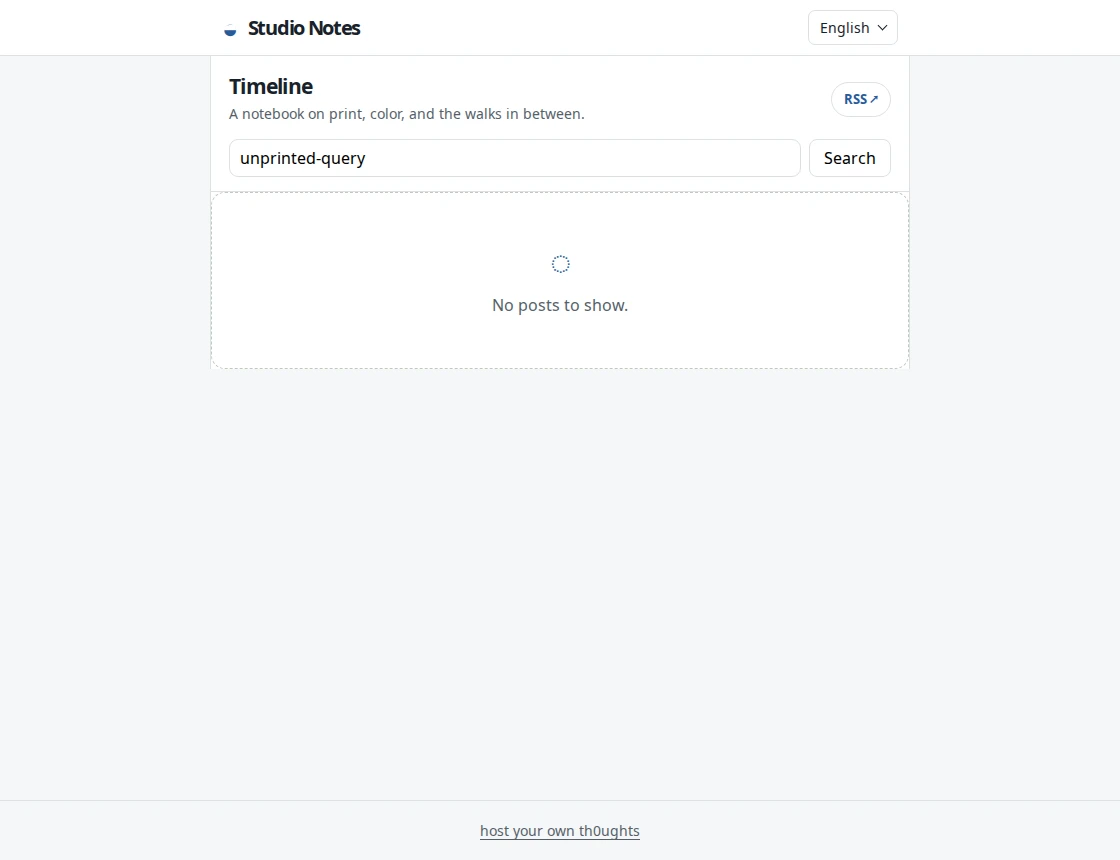 Studio Notes
English
Timeline
A notebook on print, color, and the walks in between.
RSS↗
unprinted-query
Search
No posts to show.
host your own th0ughts